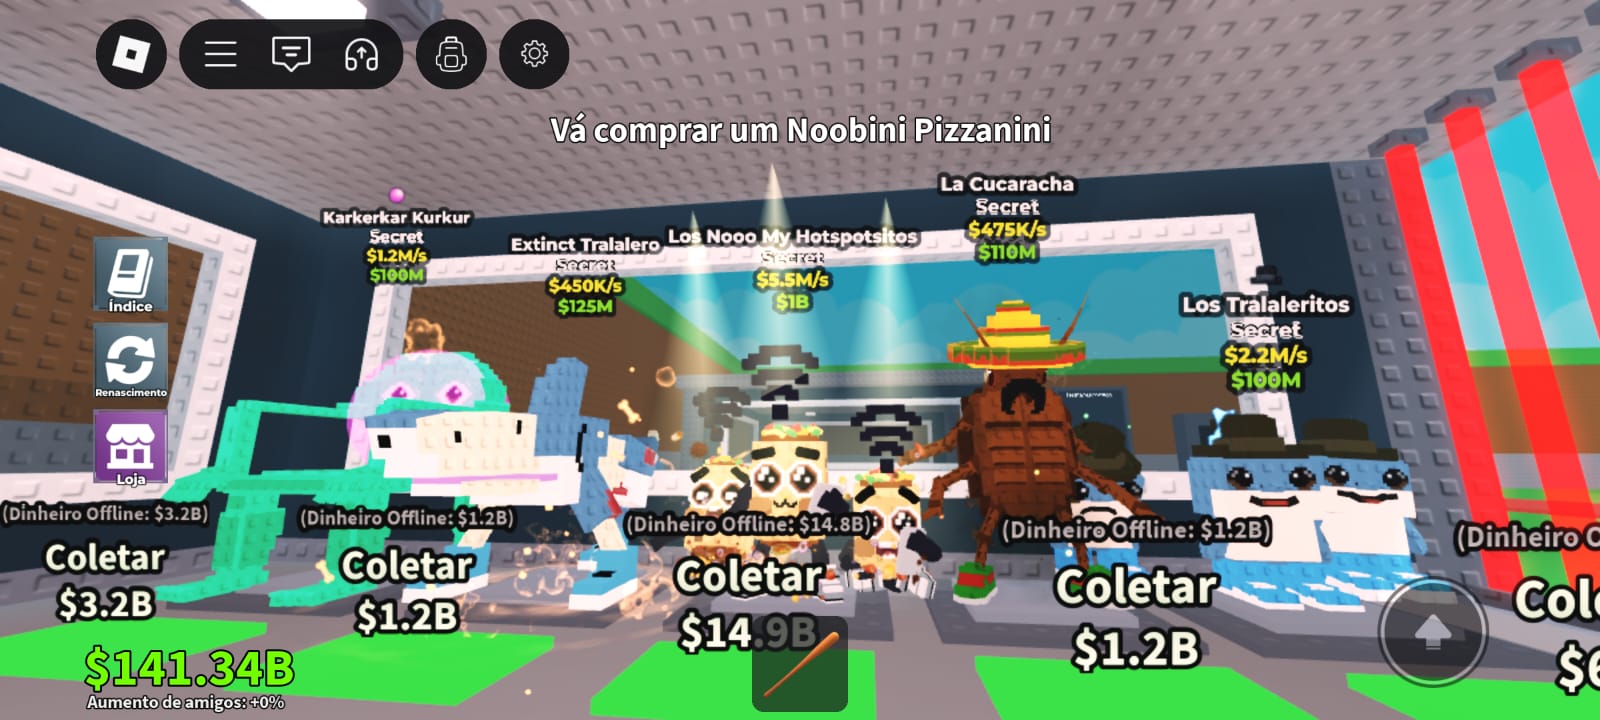 Vá comprar um Noobini Pizzanini
Karkerkar Kurkur
Secret
$1.2M/s
$100M
Extinct Tralalero
Secret
$450K/s
$125M
Los Nooo My Hotspotsitos
Secret
$5.5M/s
$1B
La Cucaracha
Secret
$475K/s
$110M
Los Tralaleritos
Secret
$2.2M/s
$100M
Índice
Renascimento
Loja
(Dinheiro Offline: $3.2B)
Coletar
$3.2B
(Dinheiro Offline: $1.2B)
Coletar
$1.2B
(Dinheiro Offline: $14.8B)
Coletar
$14.9B
(Dinheiro Offline: $1.2B)
Coletar
$1.2B
(Dinheiro O
Col
$6
$141.34B
Aumento de amigos: +0%